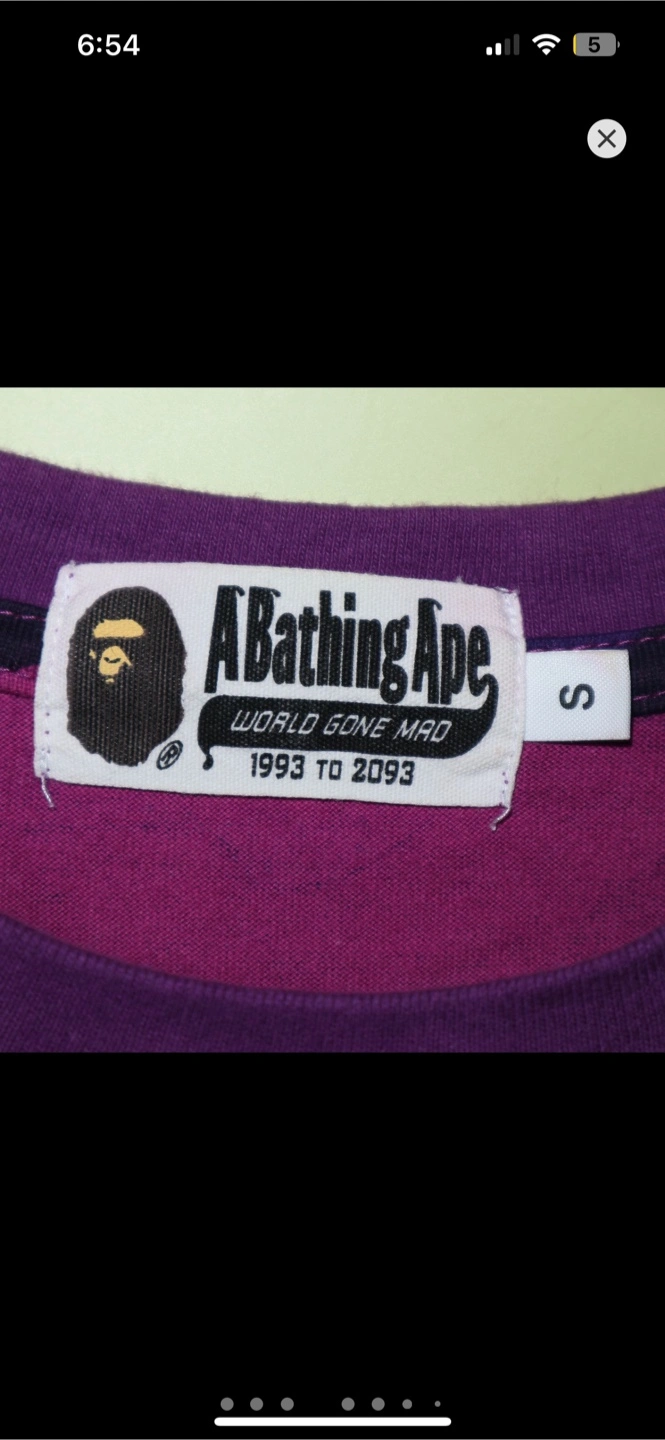 6:54
5
A Bathing Ape
WORLD GONE MAD
®
1993 TO 2093
S